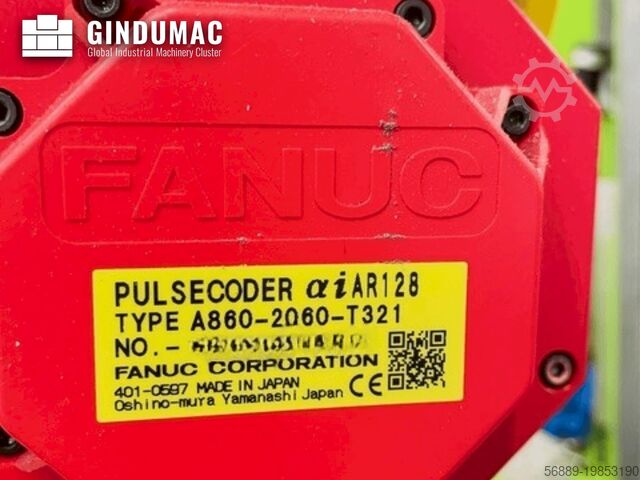 GINDUMAC
Global Industrial Machinery Cluster
FANUC
PULSECODER αiAR128
TYPE A860-2060-T321
NO.-
FANUC CORPORATION
401-0597 MADE IN JAPAN
Oshino-mura Yamanashi Japan CE
56889-19853190